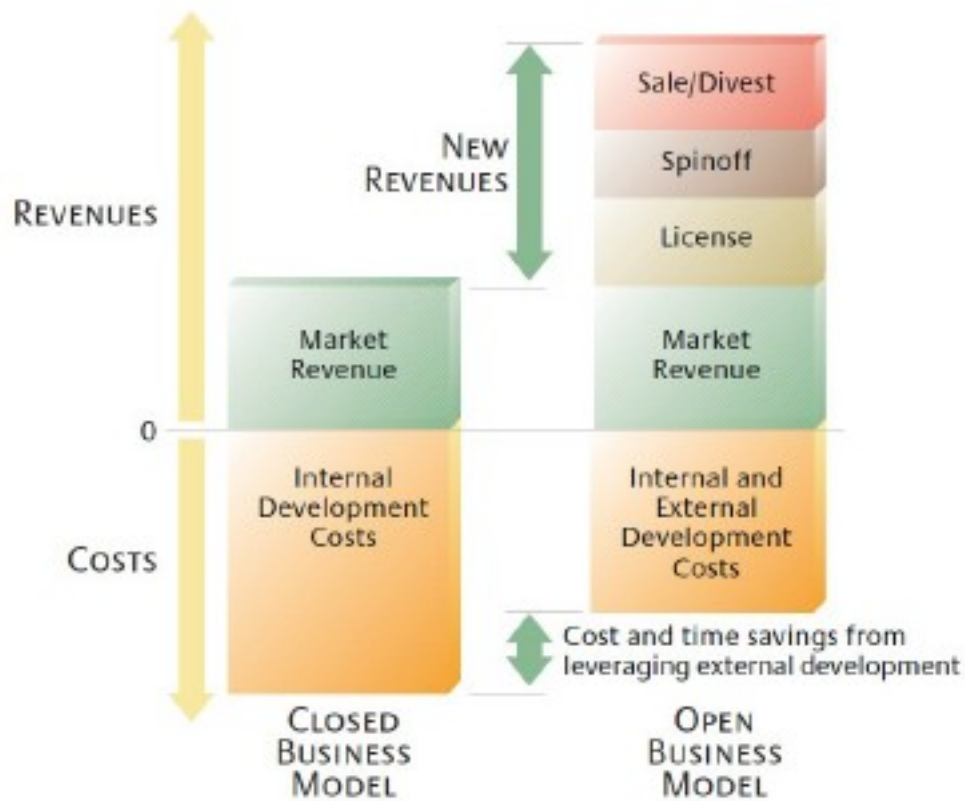 REVENUES
NEW
REVENUES
Sale/Divest
Spinoff
License
Market
Revenue
Market
Revenue
0
COSTS
Internal
Development
Costs
Internal and
External
Development
Costs
Cost and time savings from
leveraging external development
CLOSED
BUSINESS
MODEL
OPEN
BUSINESS
MODEL